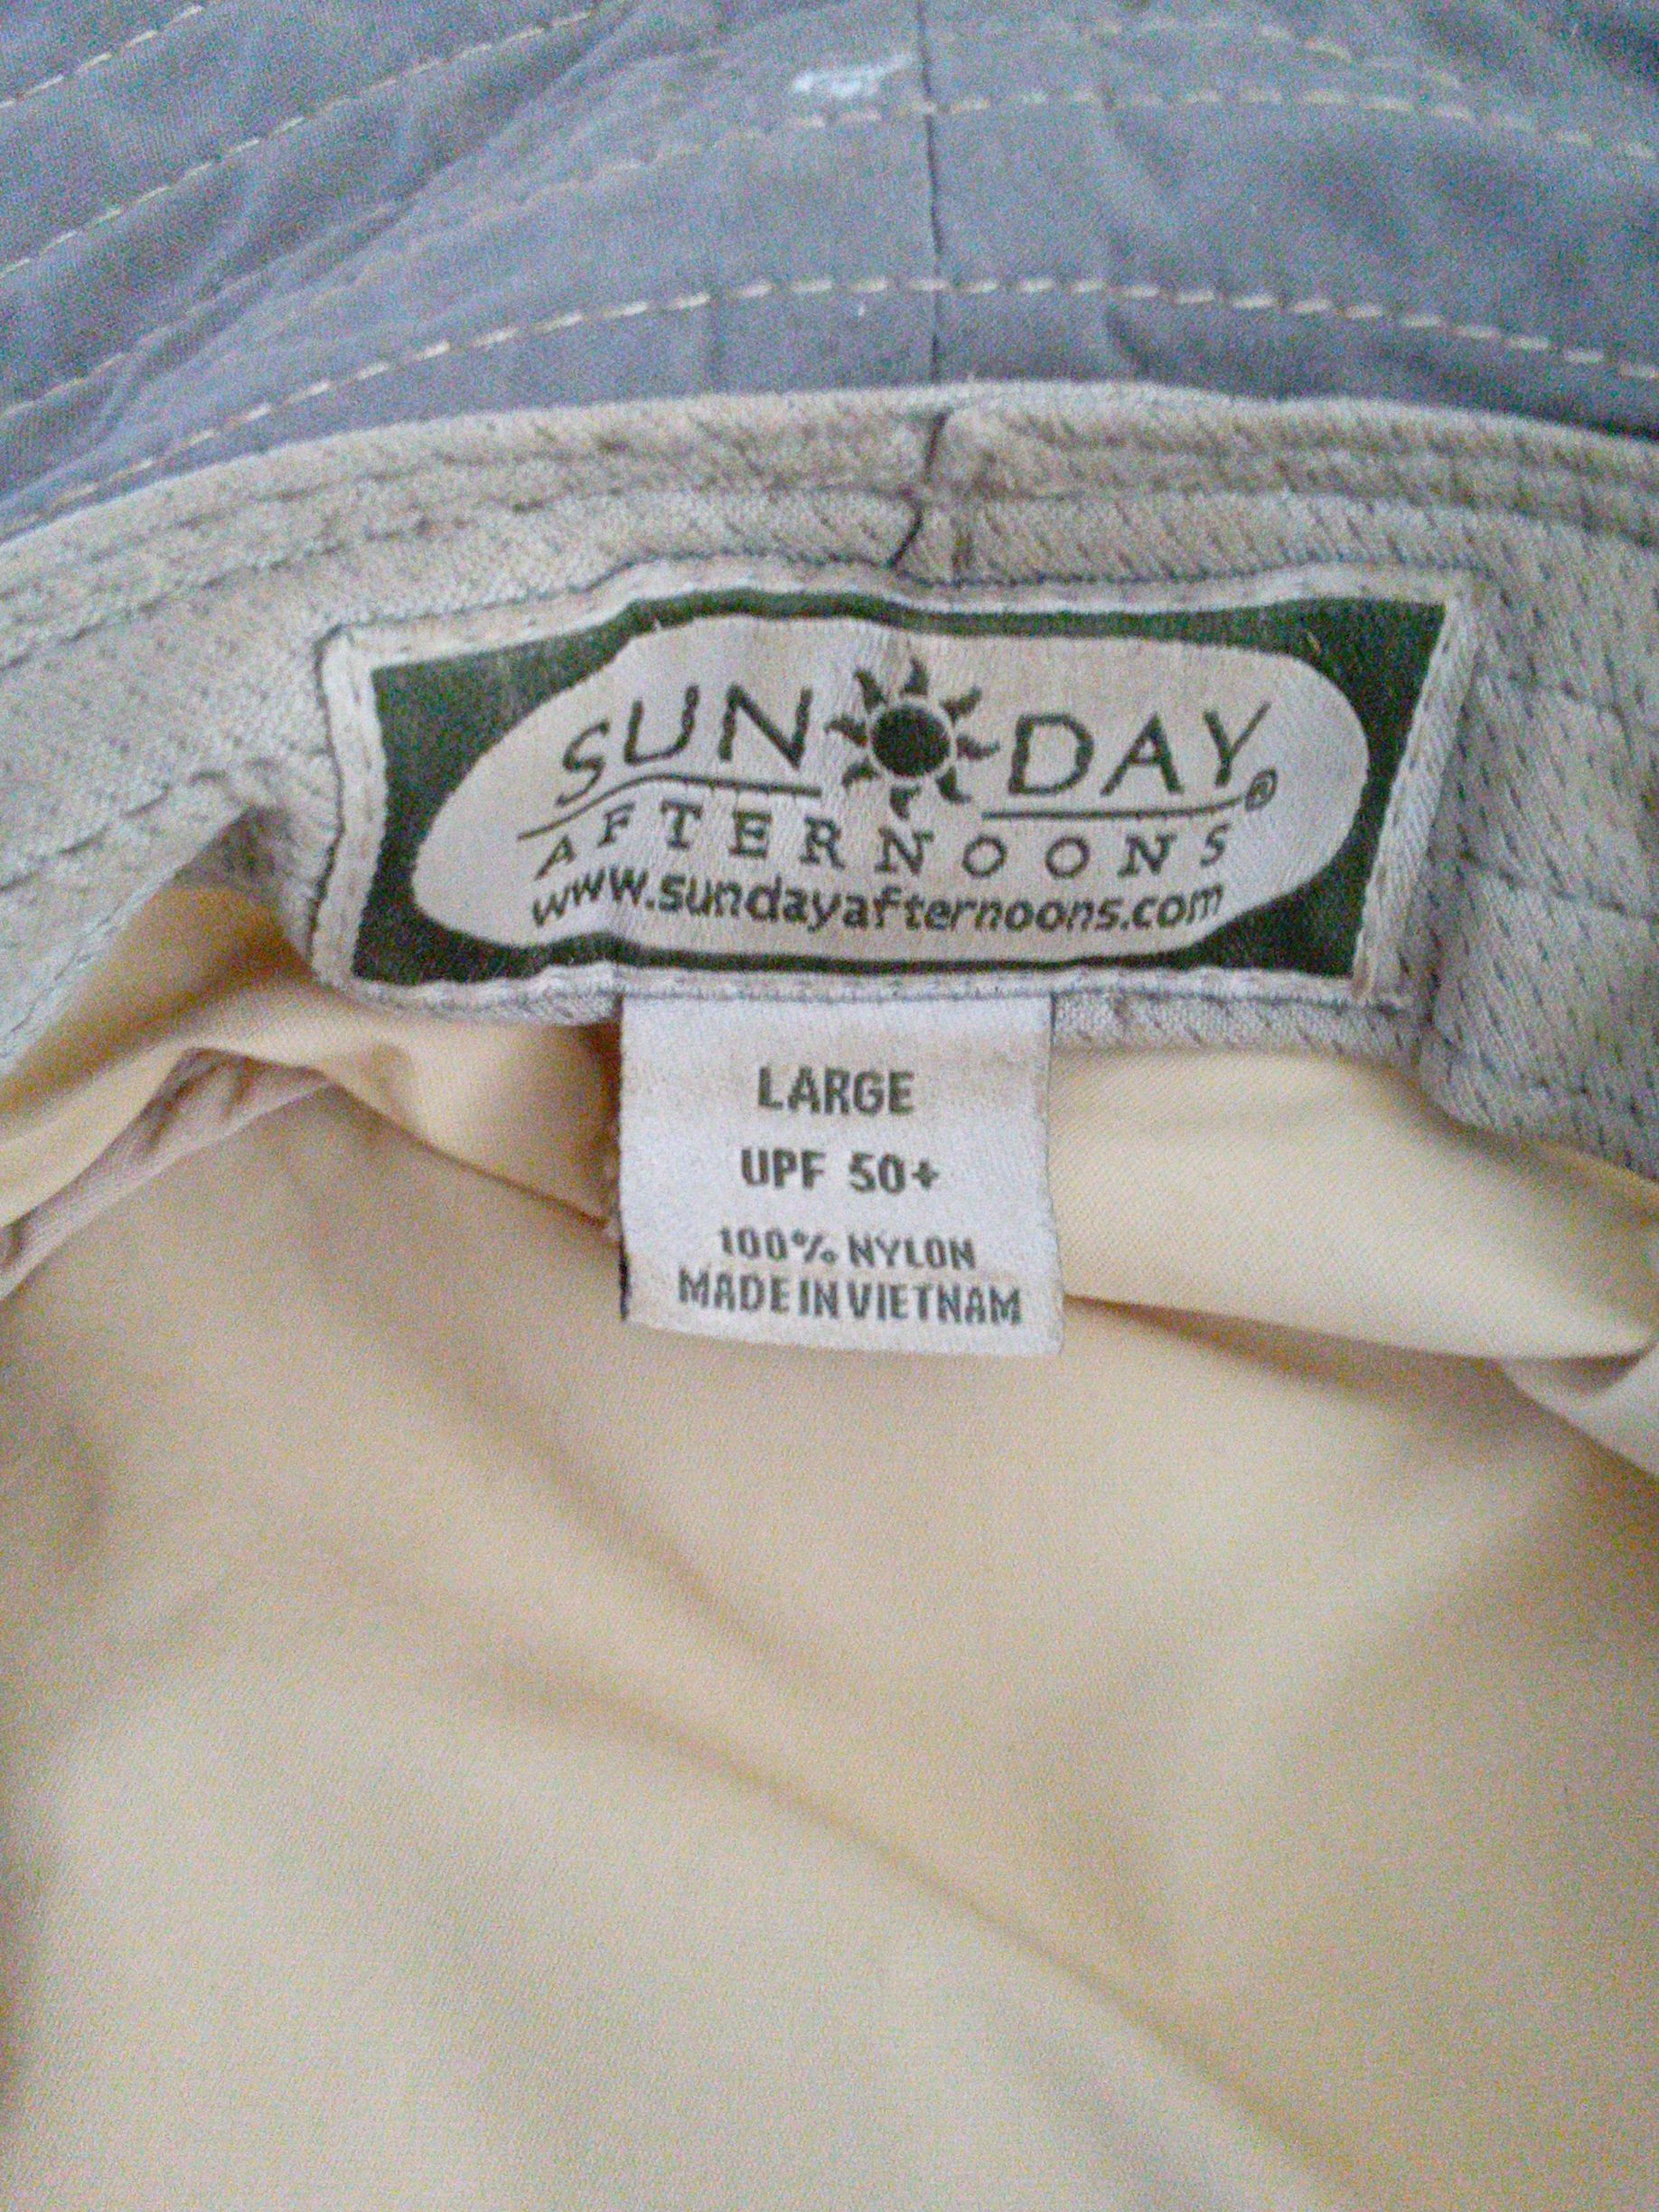 SUN DAY®
AFTERNOONS
www.sundayafternoons.com
LARGE
UPF 50+
100% NYLON
MADE IN VIETNAM